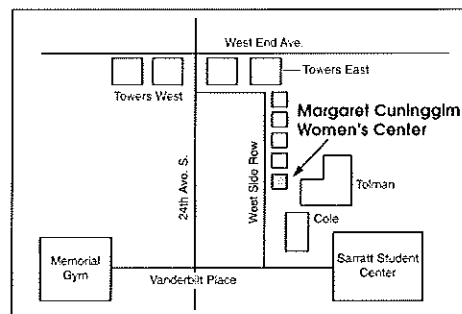 West End Ave.
Towers East
Towers West
Margaret Cuninggim
Women's Center
24th Ave. S.
West Side Row
Tolman
Cole
Memorial
Gym
Sarratt Student
Center
Vanderbilt Place